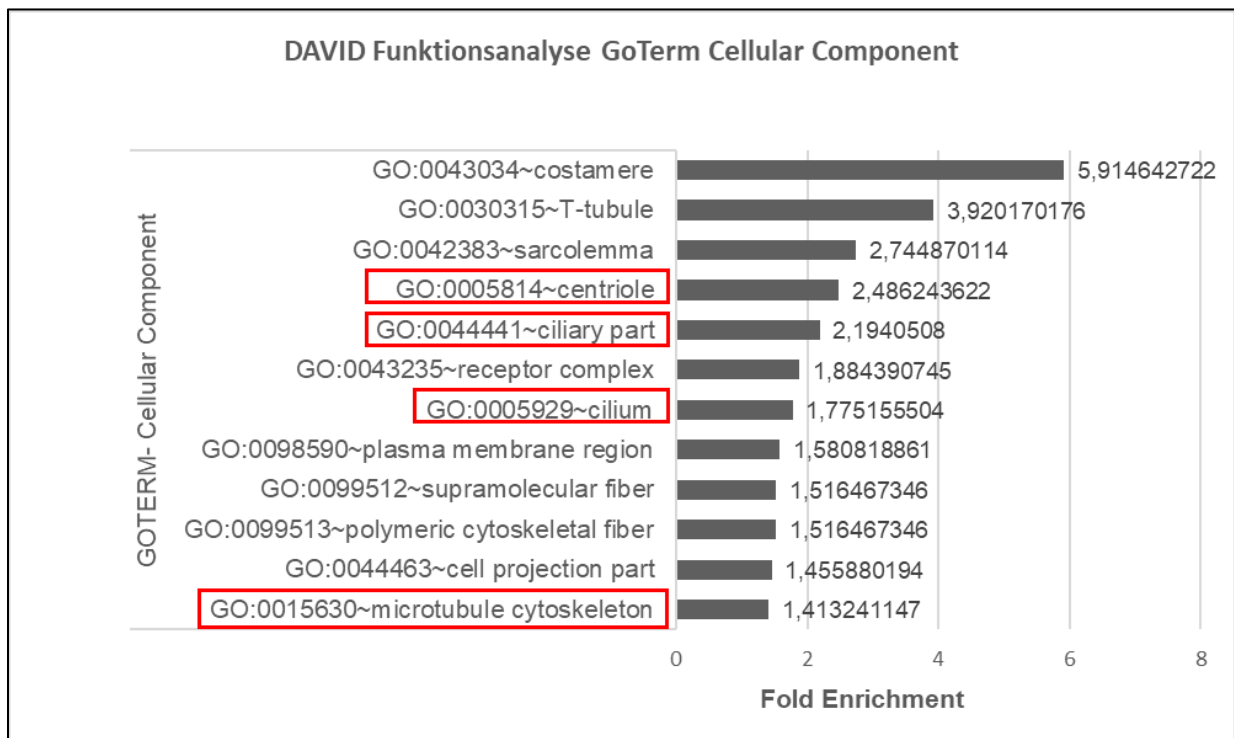 DAVID Funktionsanalyse GoTerm Cellular Component
GOTERM- Cellular Component
GO:0043034~costamere 5,914642722
GO:0030315~T-tubule 3,920170176
GO:0042383~sarcolemma 2,744870114
GO:0005814~centriole 2,486243622
GO:0044441~ciliary part 2,1940508
GO:0043235~receptor complex 1,884390745
GO:0005929~cilium 1,775155504
GO:0098590~plasma membrane region 1,580818861
GO:0099512~supramolecular fiber 1,516467346
GO:0099513~polymeric cytoskeletal fiber 1,516467346
GO:0044463~cell projection part 1,455880194
GO:0015630~microtubule cytoskeleton 1,413241147
0 2 4 6 8
Fold Enrichment